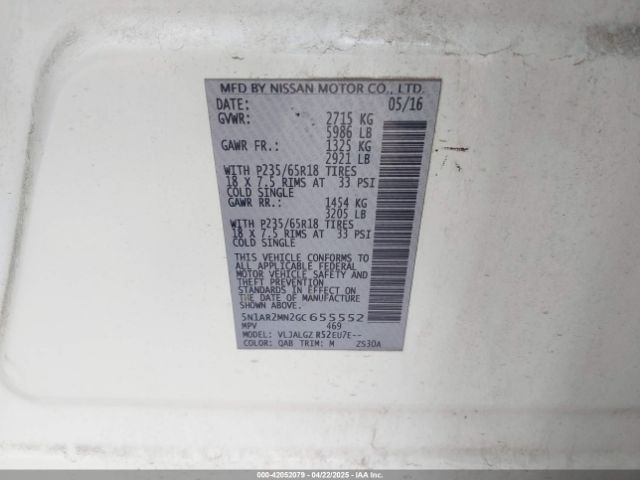 MFD BY NISSAN MOTOR CO., LTD.
DATE: 05/16
GVWR: 2715 KG
5986 LB
GAWR FR.: 1325 KG
2921 LB
WITH P235/65R18 TIRES
18 X 7.5 RIMS AT 33 PSI
COLD SINGLE
GAWR RR.: 1454 KG
3205 LB
WITH P235/65R18 TIRES
18 X 7.5 RIMS AT 33 PSI
COLD SINGLE
THIS VEHICLE CONFORMS TO
ALL APPLICABLE FEDERAL
MOTOR VEHICLE SAFETY AND
THEFT PREVENTION
STANDARDS IN EFFECT ON
THE DATE OF MANUFACTURE
SHOWN ABOVE.
5N1AR2MN2GC655552
MPV 469
MODEL: VLJALGZ R52EU7E--
COLOR: QAB TRIM: M ZS30A
000-42052079 - 04/22/2025 - IAAI.COM